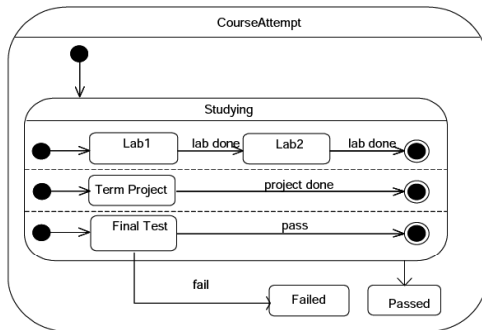 CourseAttempt
Studying
Lab1 lab done Lab2 lab done
Term Project project done
Final Test pass
fail
Failed Passed